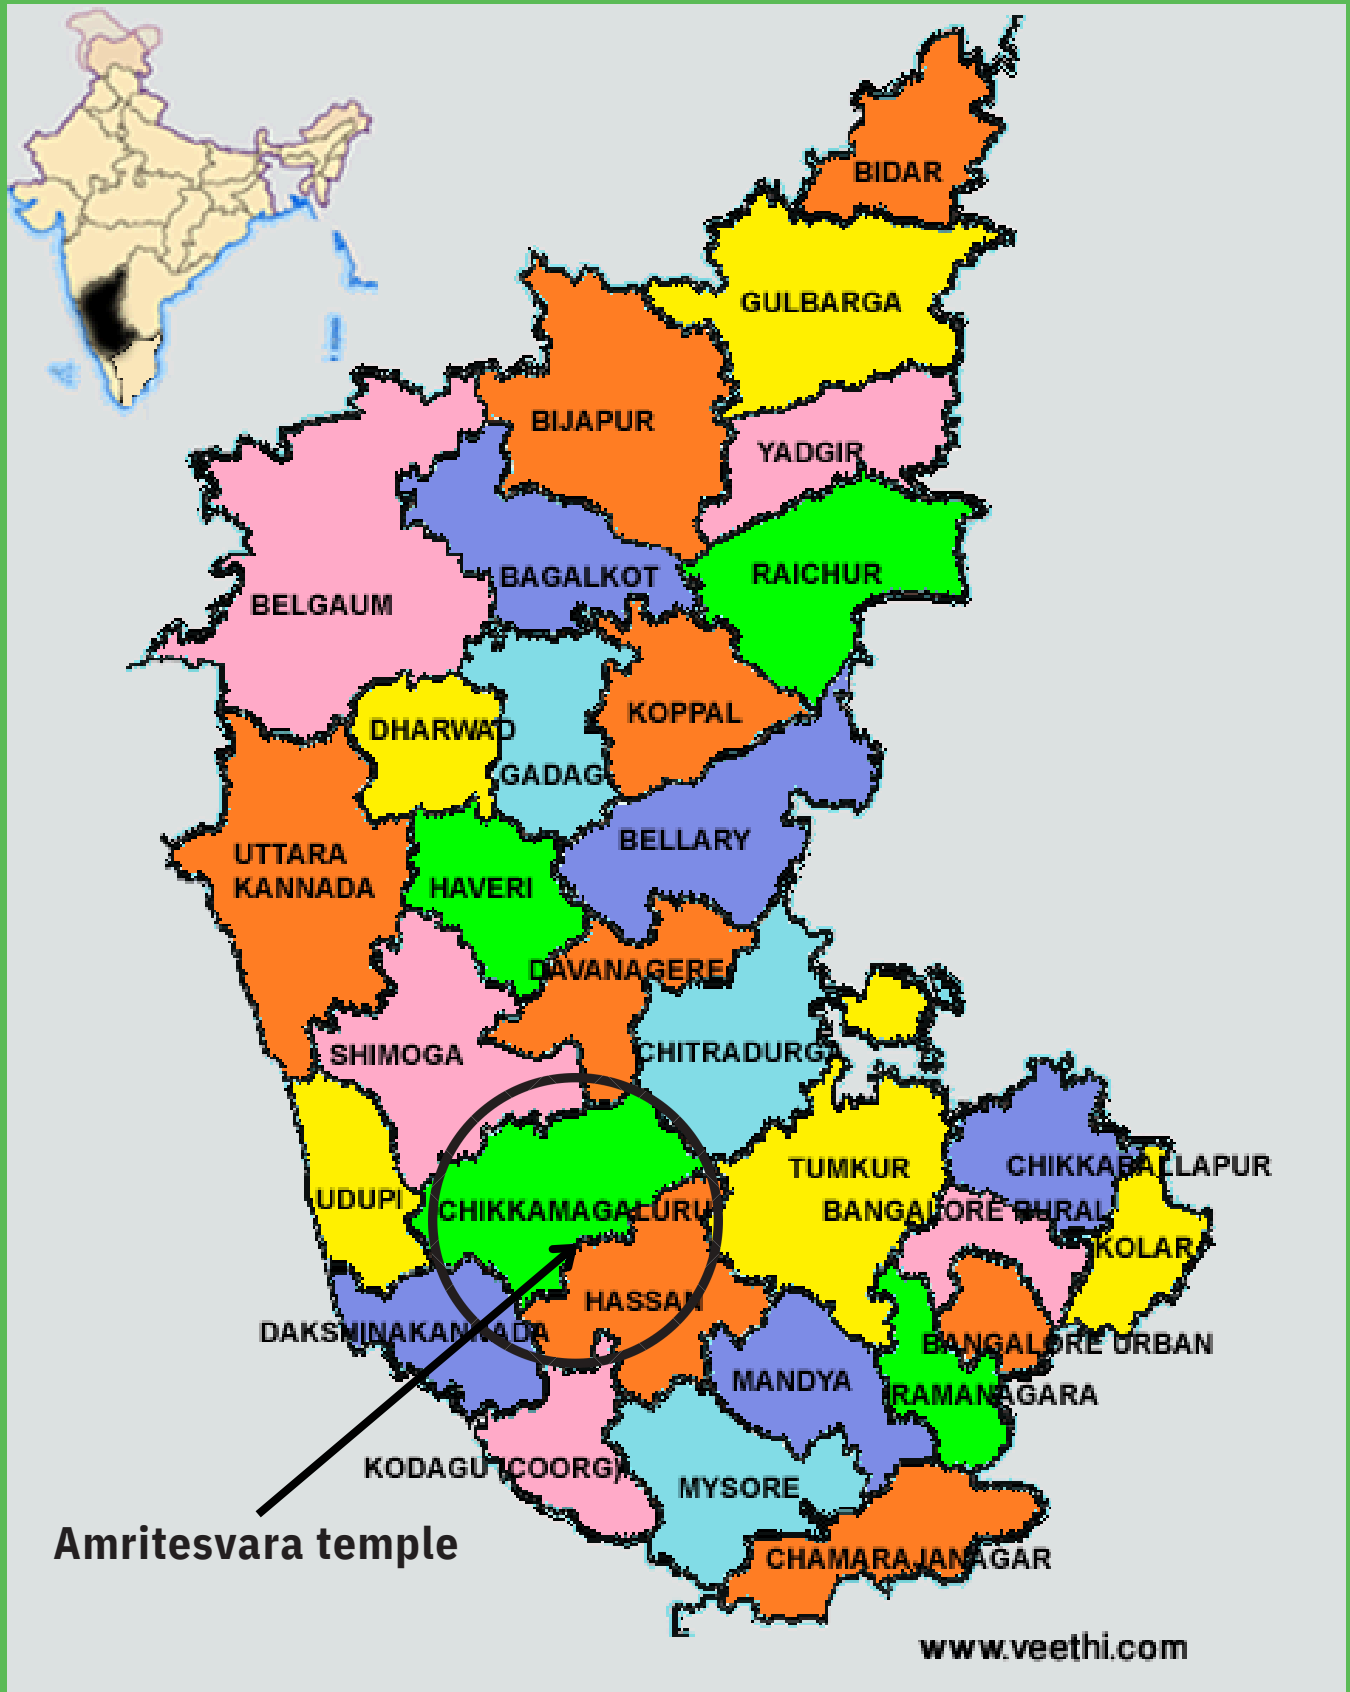 BIDAR
GULBARGA
BIJAPUR
YADGIR
BAGALKOT
RAICHUR
BELGAUM
KOPPAL
DHARWAD
GADAG
BELLARY
UTTARA
KANNADA
HAVERI
DAVANAGERE
SHIMOGA
CHITRADURGA
TUMKUR
CHIKKABALLAPUR
UDUPI
CHIKKAMAGALURU
BANGALORE RURAL
KOLAR
HASSAN
DAKSHINAKANNADA
BANGALORE URBAN
MANDYA
RAMANAGARA
KODAGU (COORG)
MYSORE
Amritesvara temple
CHAMARAJANAGAR
www.veethi.com